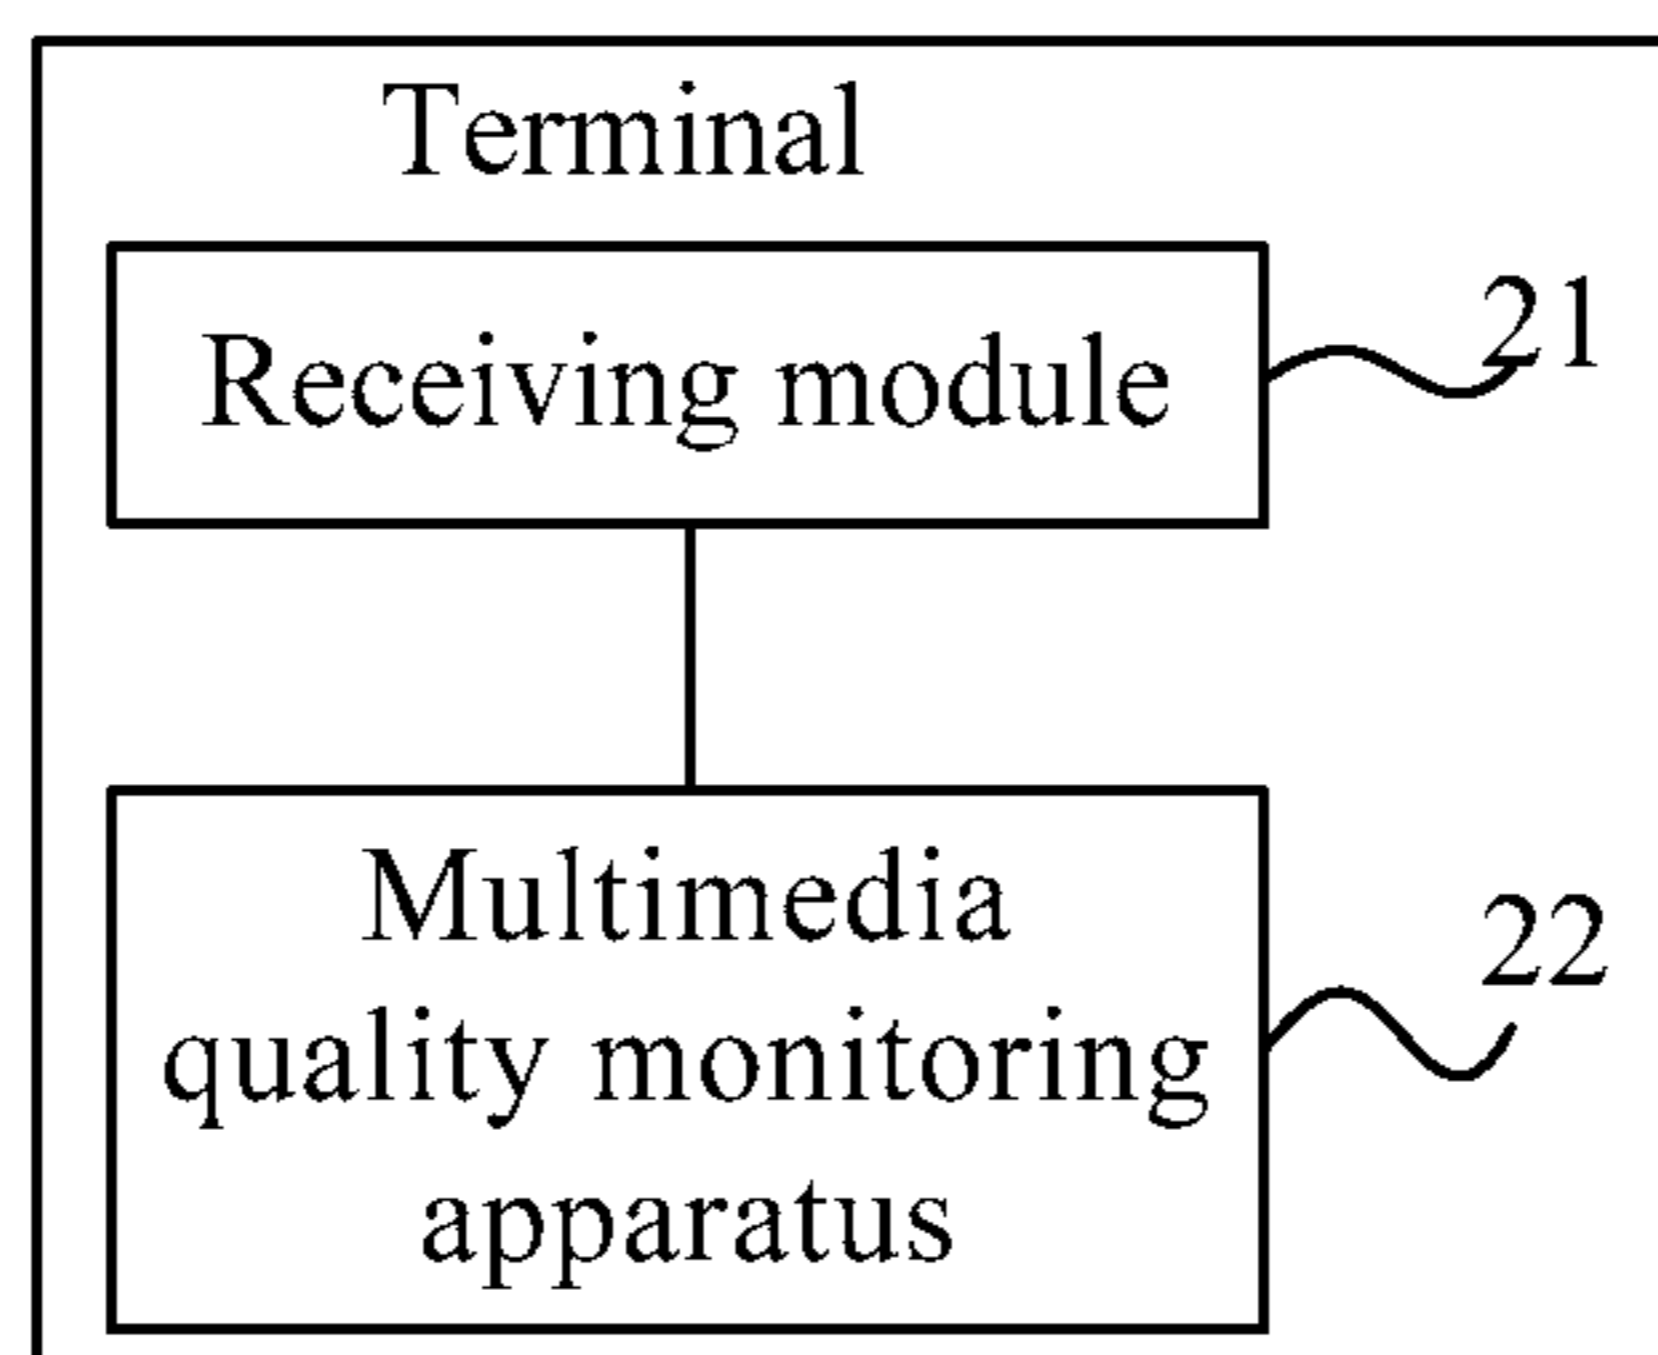 Terminal
Receiving module
21
Multimedia
quality monitoring
apparatus
22